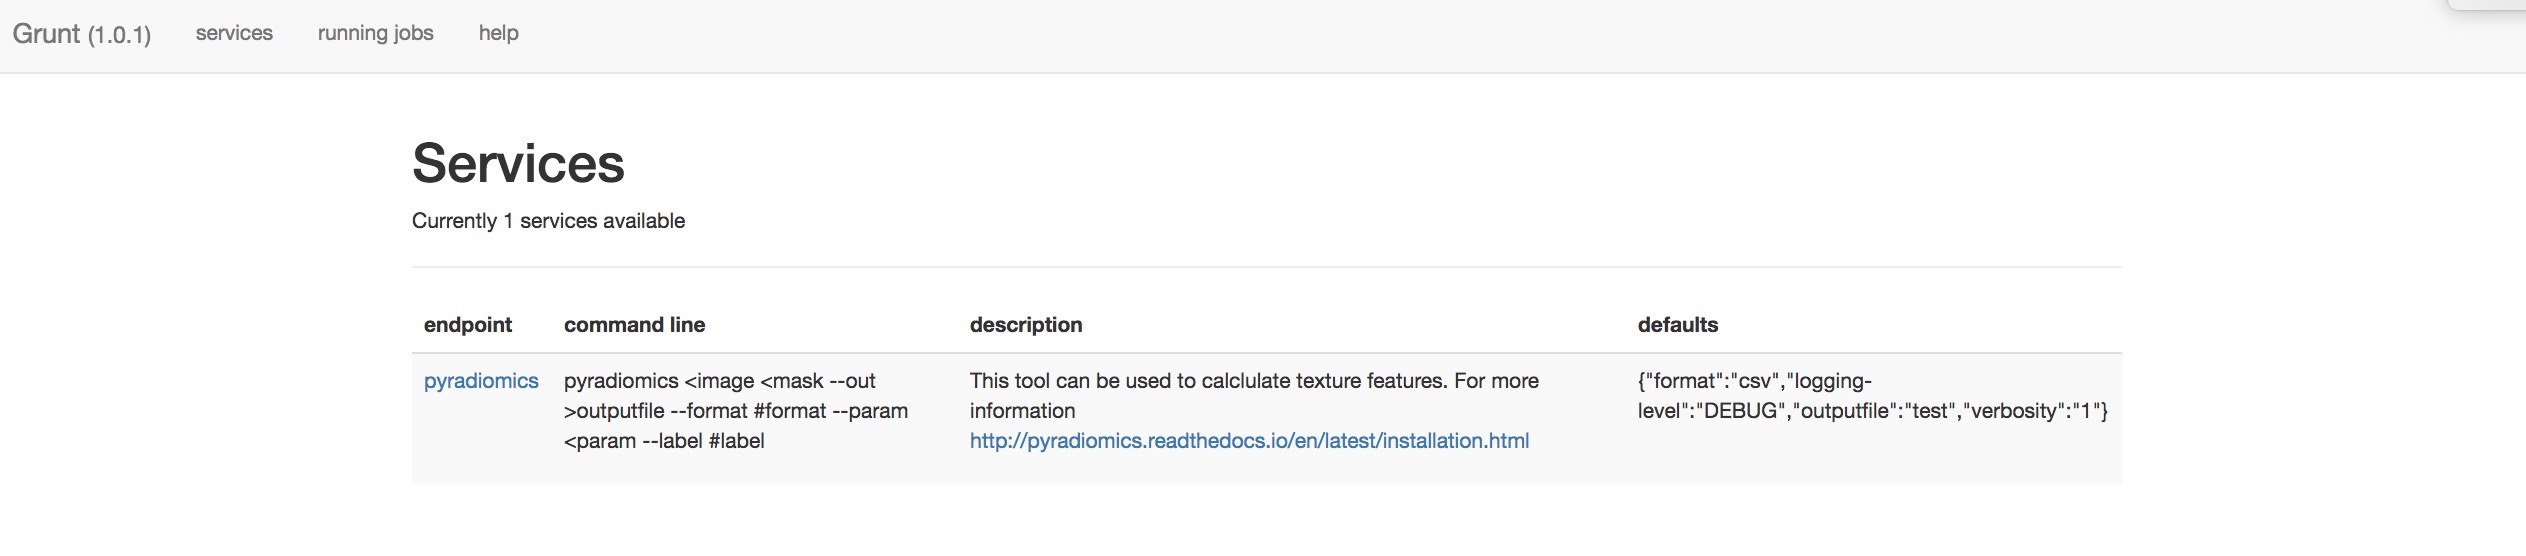 Grunt (1.0.1) services running jobs help
Services
Currently 1 services available
endpoint command line description defaults
pyradiomics pyradiomics <image <mask --out This tool can be used to calclulate texture features. For more {"format":"csv","logging-
>outputfile --format #format --param information level":"DEBUG","outputfile":"test","verbosity":"1"}
<param --label #label http://pyradiomics.readthedocs.io/en/latest/installation.html